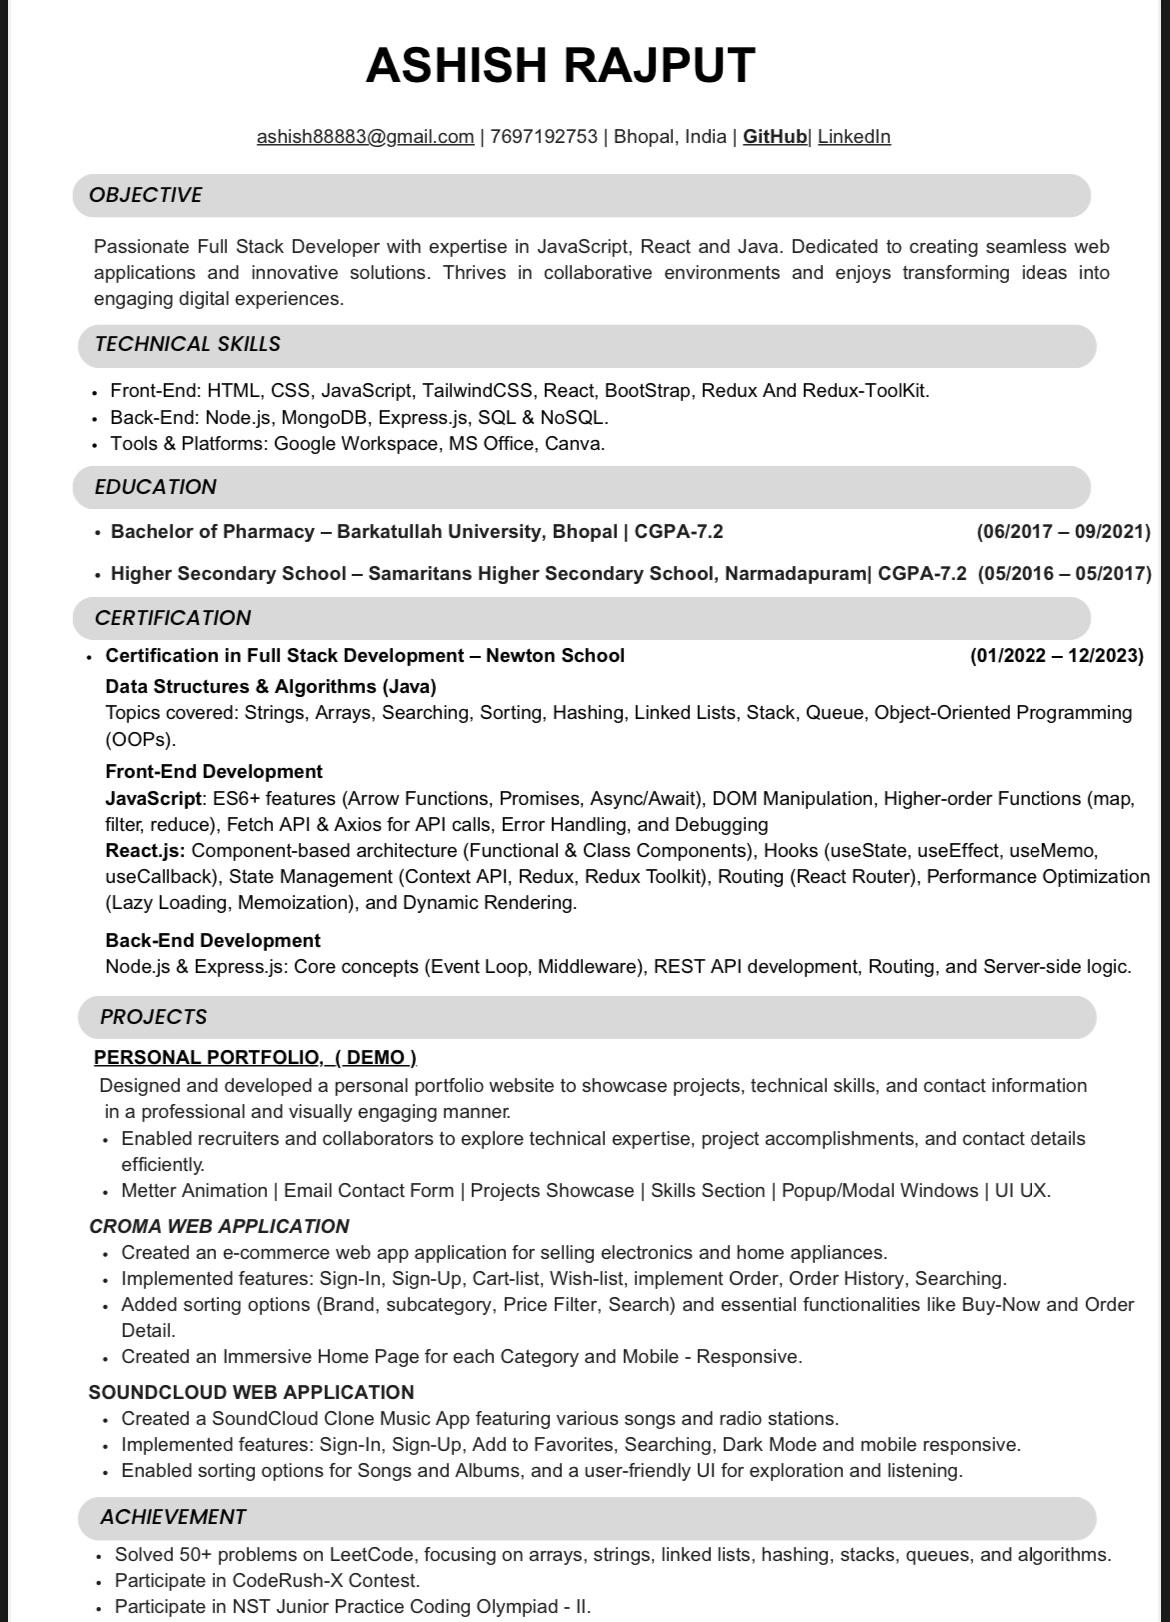 ASHISH RAJPUT
ashish88883@gmail.com | 7697192753 | Bhopal, India | GitHub| LinkedIn
OBJECTIVE
Passionate Full Stack Developer with expertise in JavaScript, React and Java. Dedicated to creating seamless web
applications and innovative solutions. Thrives in collaborative environments and enjoys transforming ideas into
engaging digital experiences.
TECHNICAL SKILLS
• Front-End: HTML, CSS, JavaScript, TailwindCSS, React, BootStrap, Redux And Redux-ToolKit.
• Back-End: Node.js, MongoDB, Express.js, SQL & NoSQL.
• Tools & Platforms: Google Workspace, MS Office, Canva.
EDUCATION
• Bachelor of Pharmacy – Barkatullah University, Bhopal | CGPA-7.2 (06/2017 – 09/2021)
• Higher Secondary School – Samaritans Higher Secondary School, Narmadapuram| CGPA-7.2 (05/2016 – 05/2017)
CERTIFICATION
• Certification in Full Stack Development – Newton School (01/2022 – 12/2023)
Data Structures & Algorithms (Java)
Topics covered: Strings, Arrays, Searching, Sorting, Hashing, Linked Lists, Stack, Queue, Object-Oriented Programming
(OOPs).
Front-End Development
JavaScript: ES6+ features (Arrow Functions, Promises, Async/Await), DOM Manipulation, Higher-order Functions (map,
filter, reduce), Fetch API & Axios for API calls, Error Handling, and Debugging
React.js: Component-based architecture (Functional & Class Components), Hooks (useState, useEffect, useMemo,
useCallback), State Management (Context API, Redux, Redux Toolkit), Routing (React Router), Performance Optimization
(Lazy Loading, Memoization), and Dynamic Rendering.
Back-End Development
Node.js & Express.js: Core concepts (Event Loop, Middleware), REST API development, Routing, and Server-side logic.
PROJECTS
PERSONAL PORTFOLIO, ( DEMO )
Designed and developed a personal portfolio website to showcase projects, technical skills, and contact information
in a professional and visually engaging manner.
• Enabled recruiters and collaborators to explore technical expertise, project accomplishments, and contact details
efficiently.
• Metter Animation | Email Contact Form | Projects Showcase | Skills Section | Popup/Modal Windows | UI UX.
CROMA WEB APPLICATION
• Created an e-commerce web app application for selling electronics and home appliances.
• Implemented features: Sign-In, Sign-Up, Cart-list, Wish-list, implement Order, Order History, Searching.
• Added sorting options (Brand, subcategory, Price Filter, Search) and essential functionalities like Buy-Now and Order
Detail.
• Created an Immersive Home Page for each Category and Mobile - Responsive.
SOUNDCLOUD WEB APPLICATION
• Created a SoundCloud Clone Music App featuring various songs and radio stations.
• Implemented features: Sign-In, Sign-Up, Add to Favorites, Searching, Dark Mode and mobile responsive.
• Enabled sorting options for Songs and Albums, and a user-friendly UI for exploration and listening.
ACHIEVEMENT
• Solved 50+ problems on LeetCode, focusing on arrays, strings, linked lists, hashing, stacks, queues, and algorithms.
• Participate in CodeRush-X Contest.
• Participate in NST Junior Practice Coding Olympiad - II.